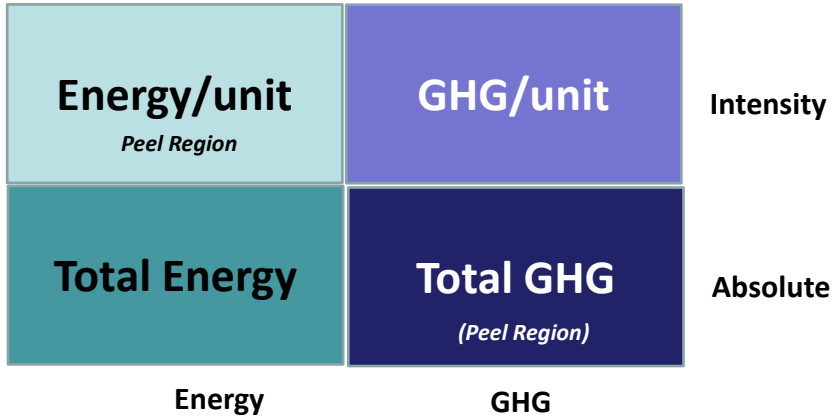 Energy/unit
Peel Region
GHG/unit
Intensity
Total Energy
Total GHG
(Peel Region)
Absolute
Energy
GHG